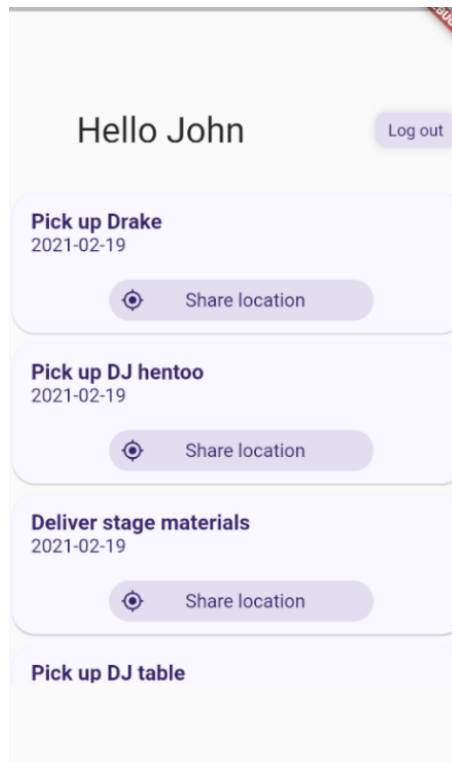 Hello John
Log out
Pick up Drake
2021-02-19
Share location
Pick up DJ hentoo
2021-02-19
Share location
Deliver stage materials
2021-02-19
Share location
Pick up DJ table